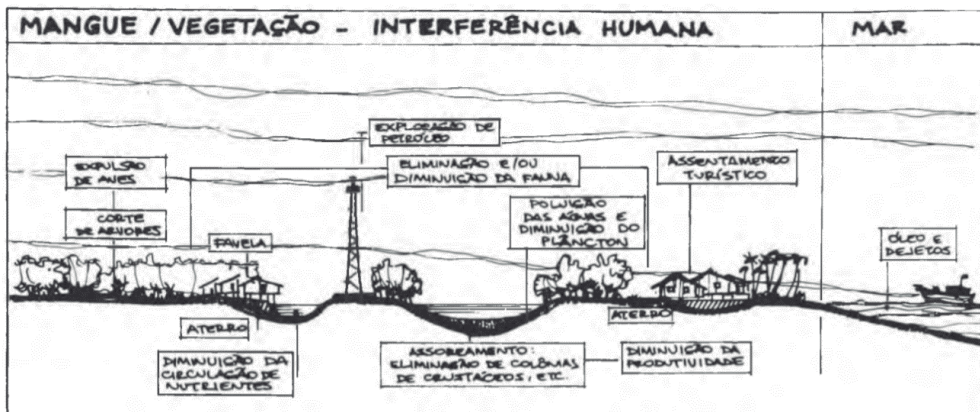 MANGUE / VEGETAÇÃO - INTERFERÊNCIA HUMANA
MAR
EXPLORAÇÃO DE
PETRÓLEO
EXPULSÃO
DE AVES
ELIMINAÇÃO E/OU
DIMINUIÇÃO DA FAUNA
ASSENTAMENTO
TURÍSTICO
CORTE
DE ARVORES
FAVELA
POLUIÇÃO
DAS AGUAS E
DIMINUIÇÃO DO
PLÂNCTON
ÓLEO E
DEJETOS
ATERRO
ATERRO
DIMINUIÇÃO DA
CIRCULAÇÃO DE
NUTRIENTES
ASSOREAMENTO:
ELIMINAÇÃO DE COLÔNIAS
DE CRUSTÁCEOS, ETC.
DIMINUIÇÃO DA
PRODUTIVIDADE